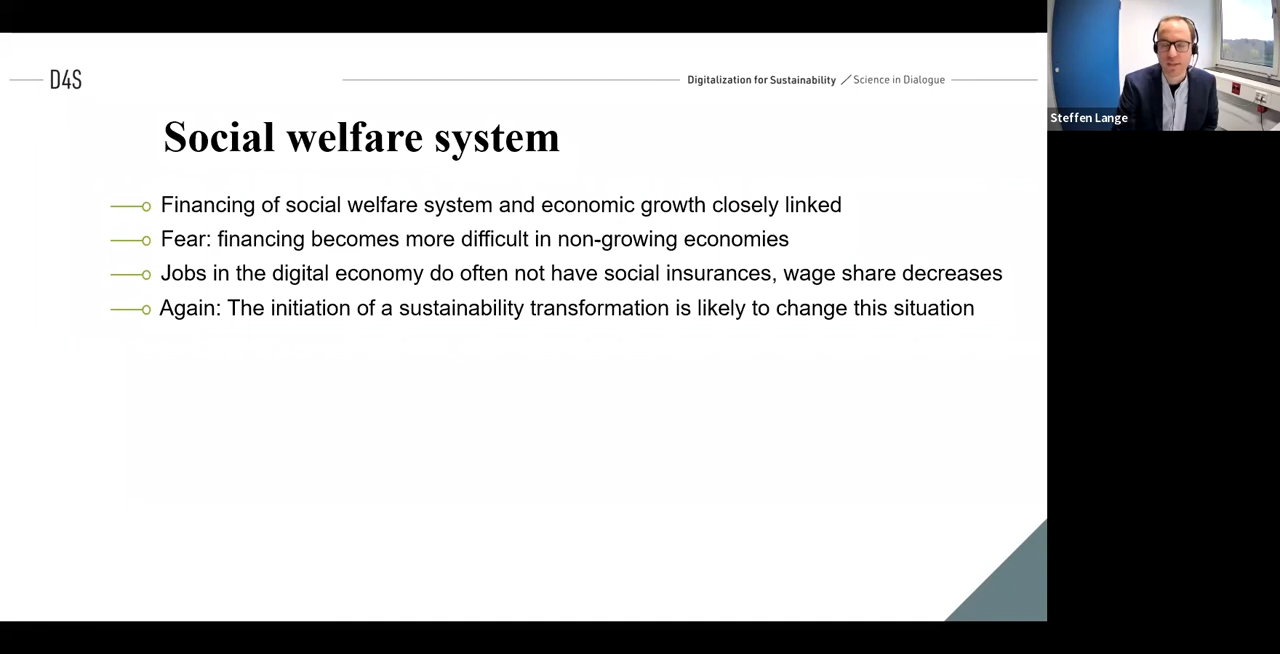 D4S
Digitalization for Sustainability / Science in Dialogue
Social welfare system
Financing of social welfare system and economic growth closely linked
Fear: financing becomes more difficult in non-growing economies
Jobs in the digital economy do often not have social insurances, wage share decreases
Again: The initiation of a sustainability transformation is likely to change this situation
Steffen Lange